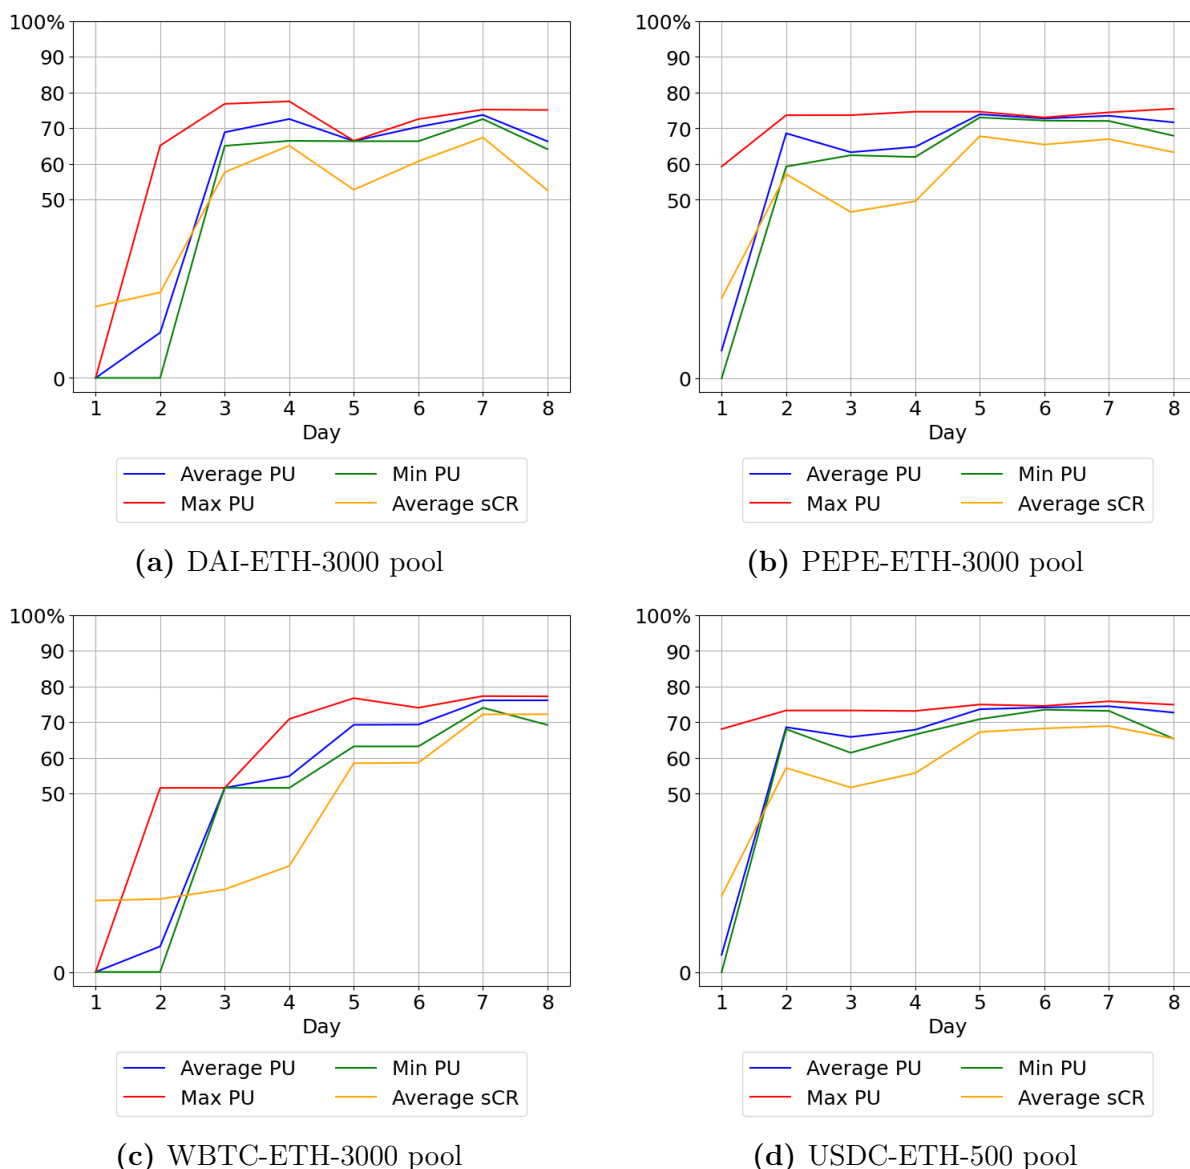 100%
90
80
70
60
50
0
1 2 3 4 5 6 7 8
Day
Average PU Min PU
Max PU Average sCR
(a) DAI-ETH-3000 pool
100%
90
80
70
60
50
0
1 2 3 4 5 6 7 8
Day
Average PU Min PU
Max PU Average sCR
(b) PEPE-ETH-3000 pool
100%
90
80
70
60
50
0
1 2 3 4 5 6 7 8
Day
Average PU Min PU
Max PU Average sCR
(c) WBTC-ETH-3000 pool
100%
90
80
70
60
50
0
1 2 3 4 5 6 7 8
Day
Average PU Min PU
Max PU Average sCR
(d) USDC-ETH-500 pool